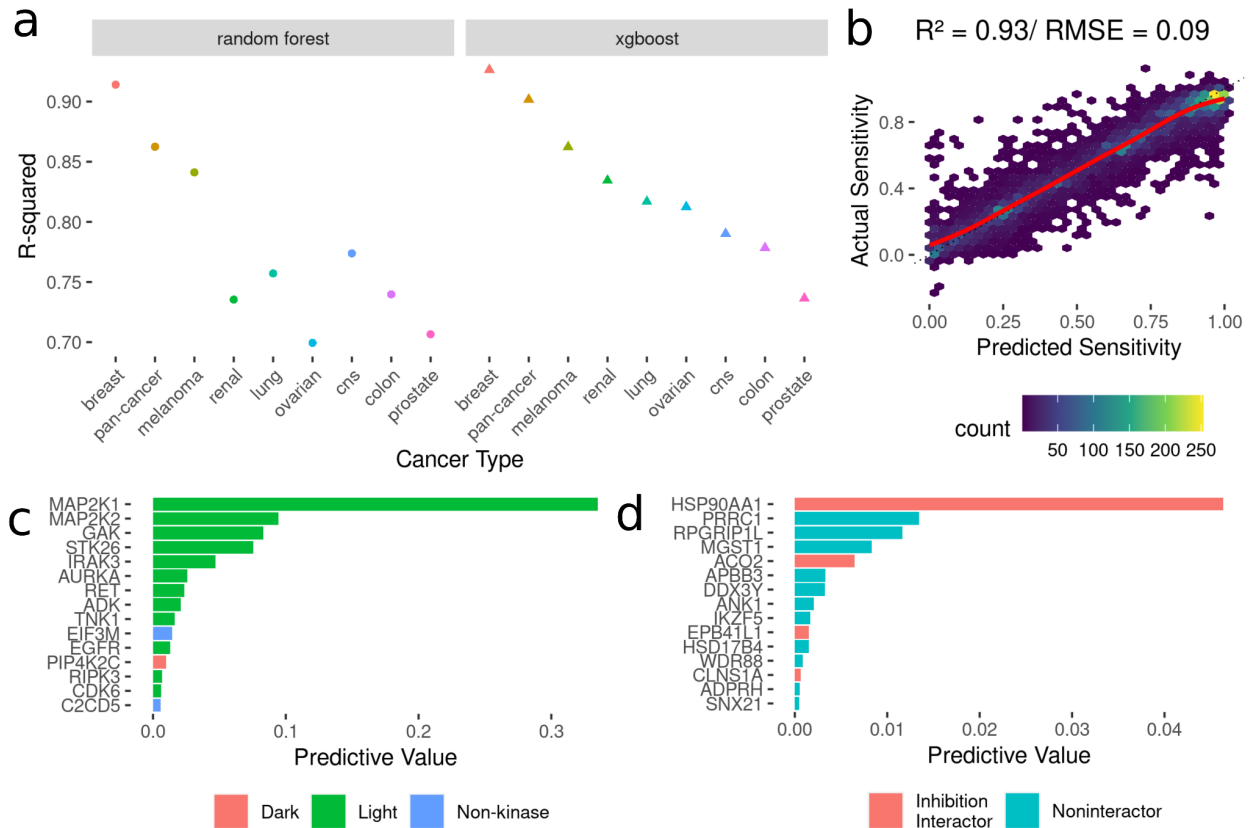 a
random forest
xgboost
R-squared
0.90
0.85
0.80
0.75
0.70
breast
pan-cancer
melanoma
renal
lung
ovarian
cns
colon
prostate
breast
pan-cancer
melanoma
renal
lung
ovarian
cns
colon
prostate
Cancer Type
b
R² = 0.93/ RMSE = 0.09
Actual Sensitivity
0.8
0.4
0.0
0.00 0.25 0.50 0.75 1.00
Predicted Sensitivity
count
50 100 150 200 250
c
MAP2K1
MAP2K2
GAK
STK26
IRAK3
AURKA
RET
ADK
TNK1
EIF3M
EGFR
PIP4K2C
RIPK3
CDK6
C2CD5
0.0 0.1 0.2 0.3
Predictive Value
Dark Light Non-kinase
d
HSP90AA1
PRRC1
RPGRIP1L
MGST1
ACO2
APBB3
DDX3Y
ANK1
IKZF5
EPB41L1
HSD17B4
WDR88
CLNS1A
ADPRH
SNX21
0.00 0.01 0.02 0.03 0.04
Predictive Value
Inhibition
Interactor
Noninteractor